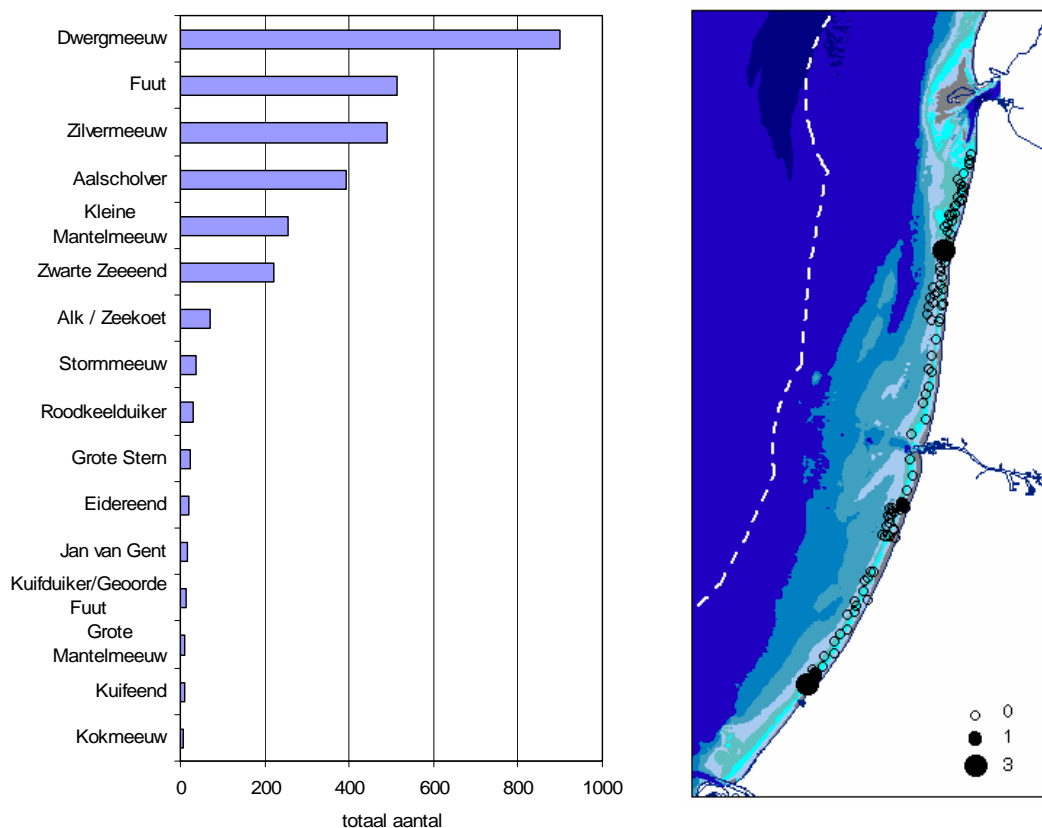 Dwergmeeuw
Fuut
Zilvermeeuw
Aalscholver
Kleine
Mantelmeeuw
Zwarte Zeeeend
Alk / Zeekoet
Stormmeeuw
Roodkeelduiker
Grote Stern
Eidereend
Jan van Gent
Kuifduiker/Geoorde
Fuut
Grote
Mantelmeeuw
Kuifeend
Kokmeeuw
0 200 400 600 800 1000
totaal aantal
0
1
3